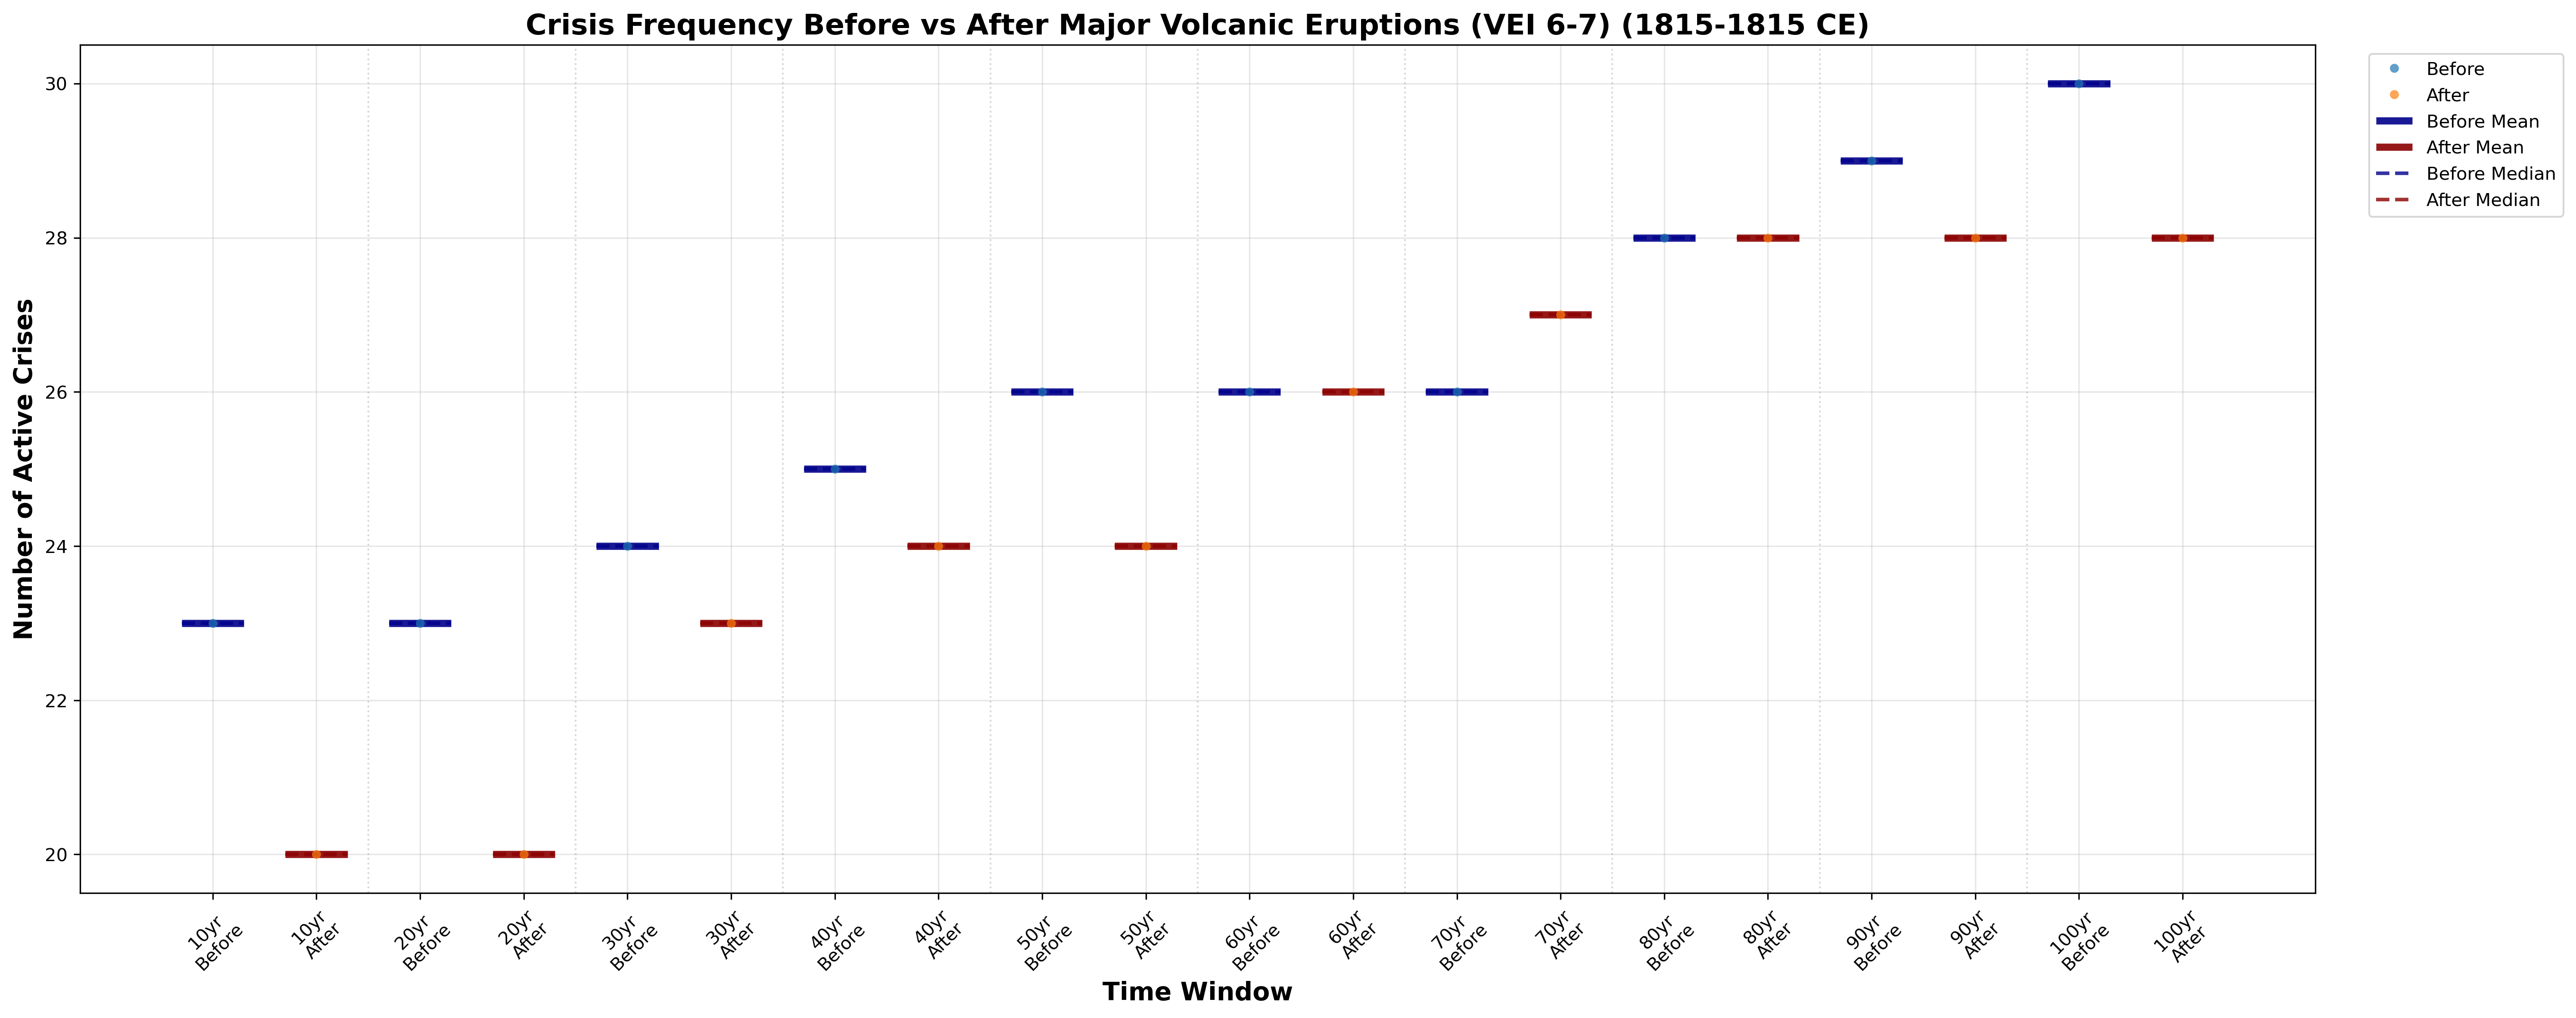 Crisis Frequency Before vs After Major Volcanic Eruptions (VEI 6-7) (1815-1815 CE)
Number of Active Crises
30
28
26
24
22
20
10yr
Before
10yr
After
20yr
Before
20yr
After
30yr
Before
30yr
After
40yr
Before
40yr
After
50yr
Before
50yr
After
60yr
Before
60yr
After
70yr
Before
70yr
After
80yr
Before
80yr
After
90yr
Before
90yr
After
100yr
Before
100yr
After
Time Window
Before
After
Before Mean
After Mean
Before Median
After Median